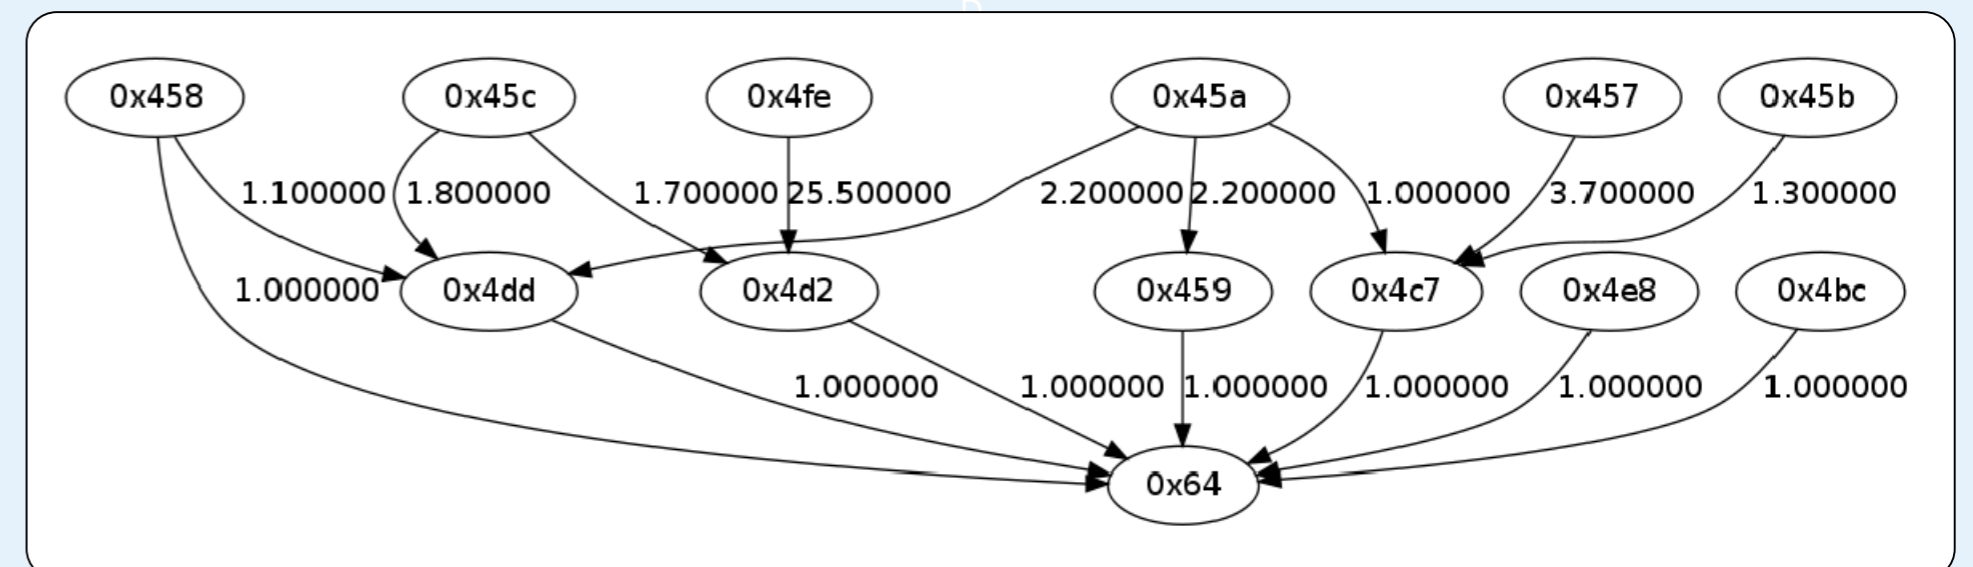 0x458 0x45c 0x4fe 0x45a 0x457 0x45b
1.100000 1.800000 1.700000 25.500000 2.200000 2.200000 1.000000 3.700000 1.300000
1.000000 0x4dd 0x4d2 0x459 0x4c7 0x4e8 0x4bc
1.000000 1.000000 1.000000 1.000000 1.000000 1.000000
0x64